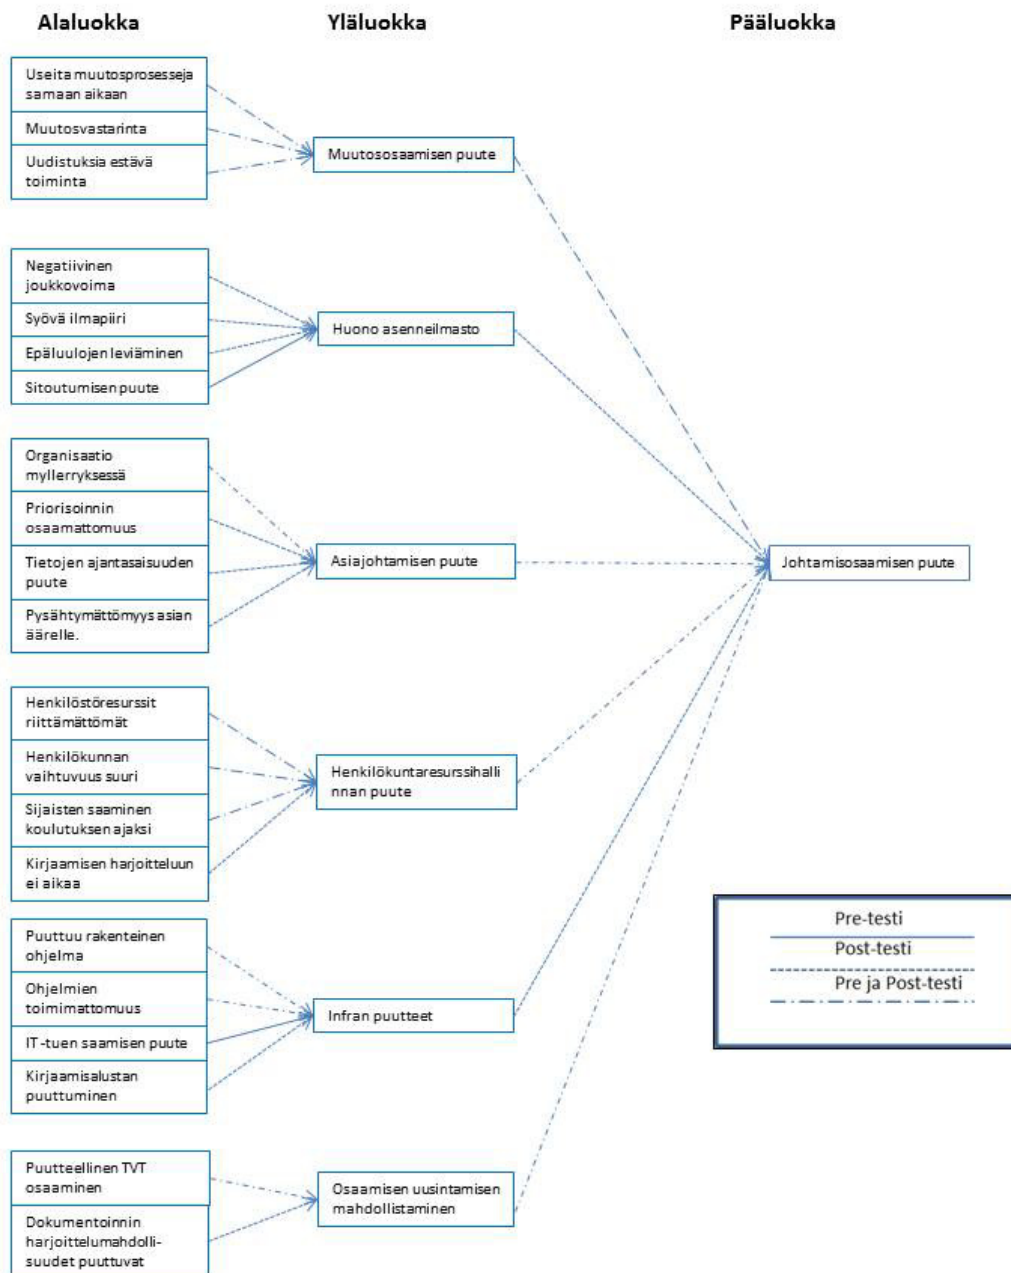 Alaluokka
Yläluokka
Pääluokka
Useita muutosprosesseja
samaan aikaan
Muutosvastarinta
Uudistuksia estävä
toiminta
Muutososaamisen puute
Negatiivinen
joukkovoima
Syövä ilmapiiri
Epäluulojen leviäminen
Sitoutumisen puute
Huono asenneilmasto
Organisaatio
myllerryksessä
Priorisoinnin
osaamattomuus
Tietojen ajantasaisuuden
puute
Pysähtymättömyys asian
äärelle.
Asiajohtamisen puute
Johtamisosaamisen puute
Henkilöstöresurssit
riittämättömät
Henkilökunnan
vaihtuvuus suuri
Sijaisten saaminen
koulutuksen ajaksi
Kirjaamisen harjoitteluun
ei aikaa
Henkilökuntaresurssihalli
nnan puute
Puuttuu rakenteinen
ohjelma
Ohjelmien
toimimattomuus
IT -tuen saamisen puute
Kirjaamisalustan
puuttuminen
Infran puutteet
Pre-testi
Post-testi
Pre ja Post-testi
Puutteellinen TVT
osaaminen
Dokumentoinnin
harjoittelumahdolli-
suudet puuttuvat
Osaamisen uusintamisen
mahdollistaminen